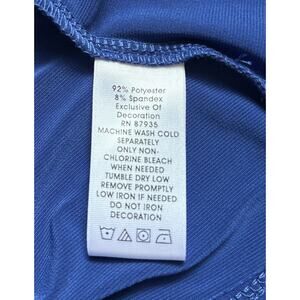 92% Polyester
8% Spandex
Exclusive Of
Decoration
RN 87935
MACHINE WASH COLD
SEPARATELY
ONLY NON-
CHLORINE BLEACH
WHEN NEEDED
TUMBLE DRY LOW
REMOVE PROMPTLY
LOW IRON IF NEEDED
DO NOT IRON
DECORATION